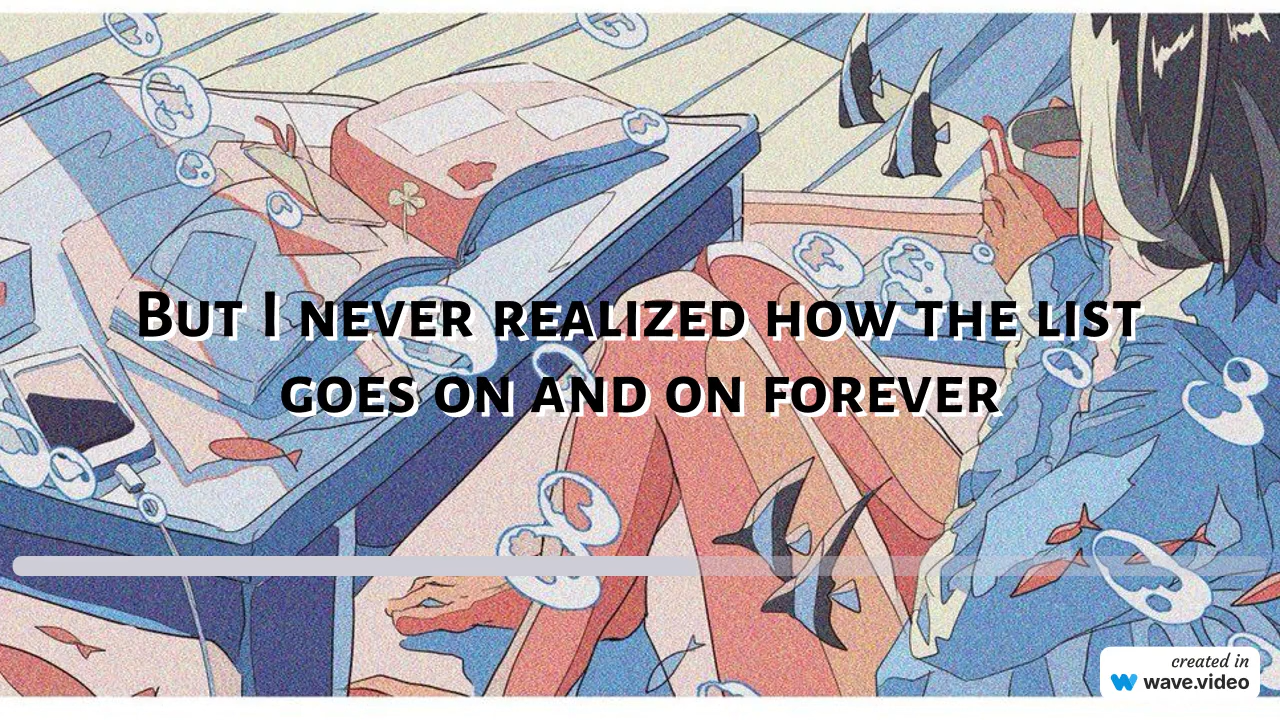 But I never realized how the list
goes on and on forever
created in
wave.video